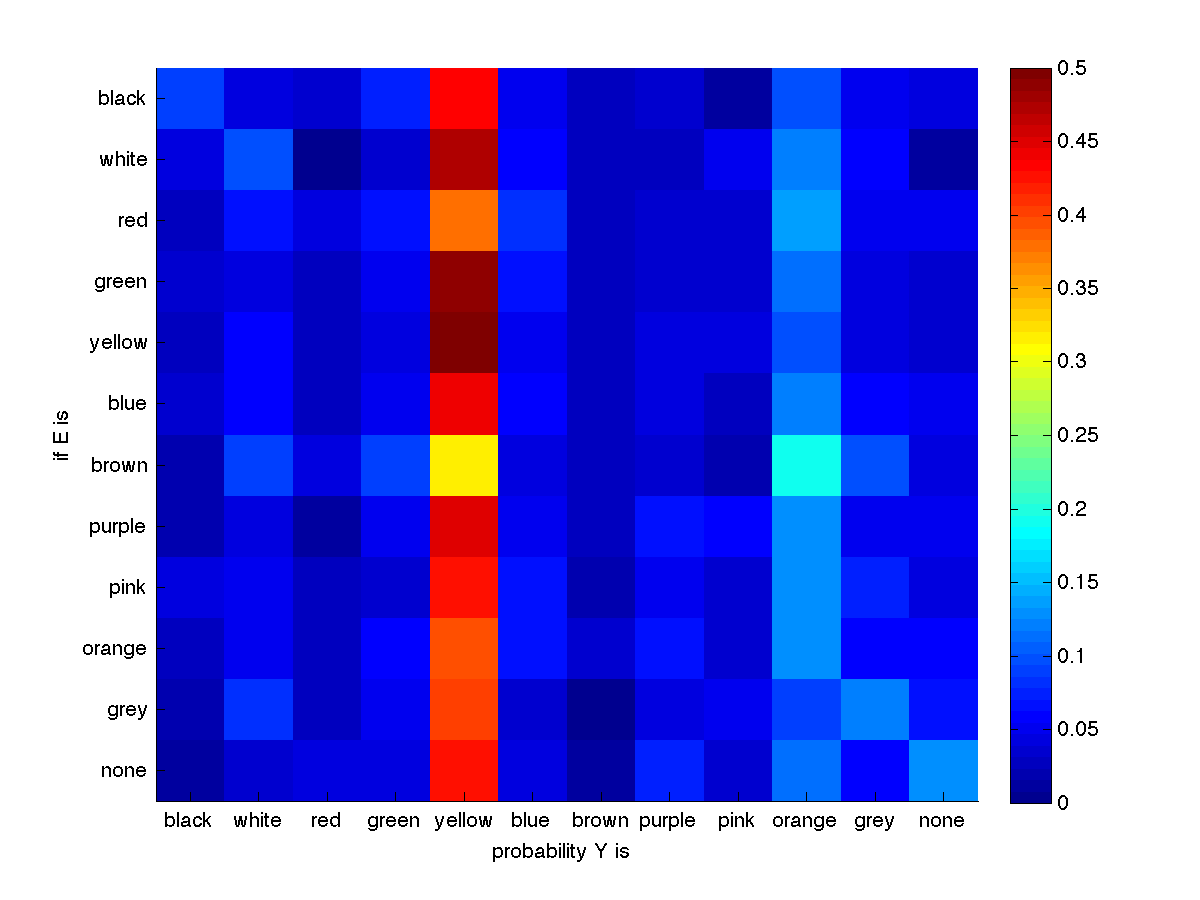 black
white
red
green
yellow
blue
brown
purple
pink
orange
grey
none
if E is
black white red green yellow blue brown purple pink orange grey none
probability Y is
0.5
0.45
0.4
0.35
0.3
0.25
0.2
0.15
0.1
0.05
0